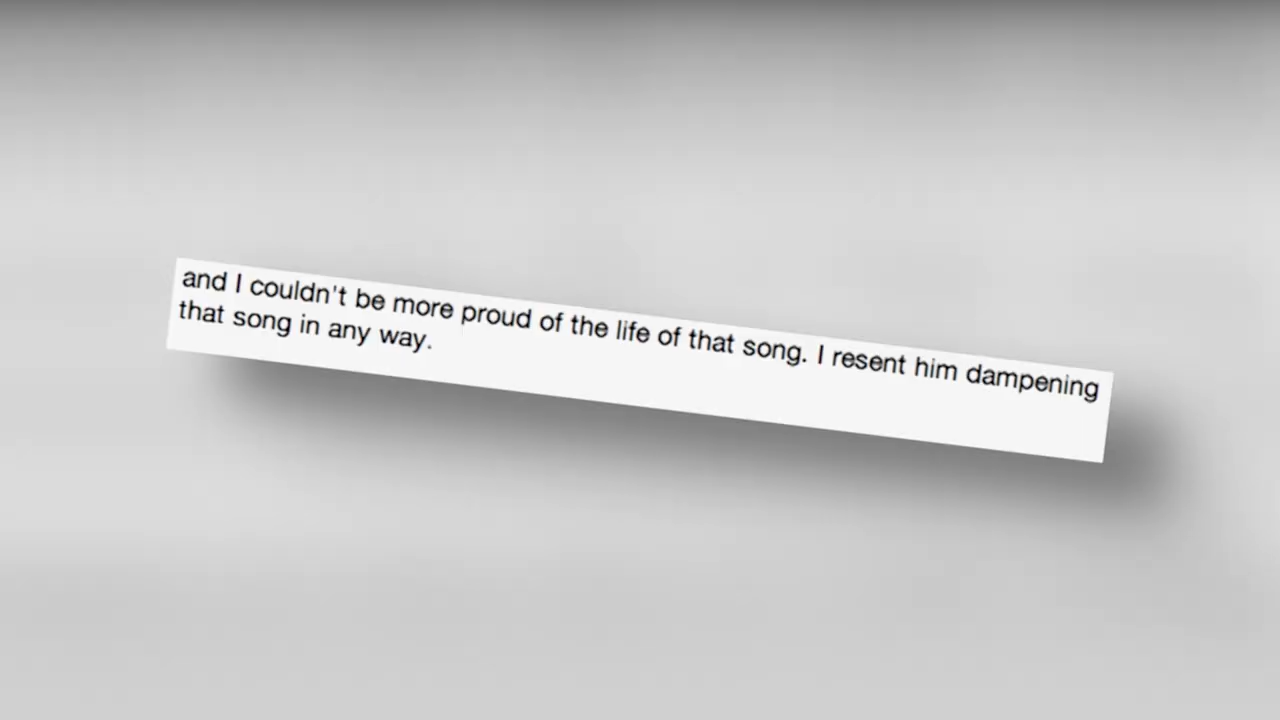 and I couldn't be more proud of the life of that song. I resent him dampening
that song in any way.